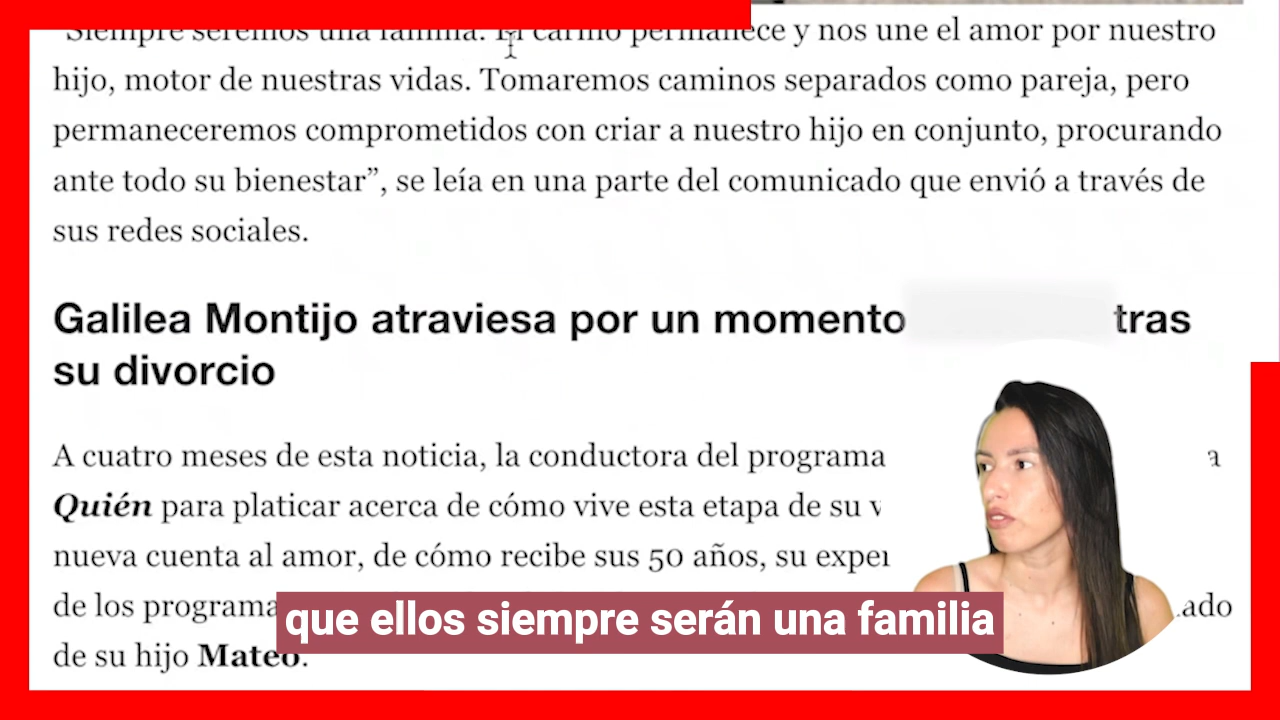 "Siempre seremos una familia. El cariño permanece y nos une el amor por nuestro
hijo, motor de nuestras vidas. Tomaremos caminos separados como pareja, pero
permaneceremos comprometidos con criar a nuestro hijo en conjunto, procurando
ante todo su bienestar”, se leía en una parte del comunicado que envió a través de
sus redes sociales.
Galilea Montijo atraviesa por un momento tras
su divorcio
A cuatro meses de esta noticia, la conductora del programa a
Quién para platicar acerca de cómo vive esta etapa de su
nueva cuenta al amor, de cómo recibe sus 50 años, su
de los programa
de su hijo Mateo.
que ellos siempre serán una familia